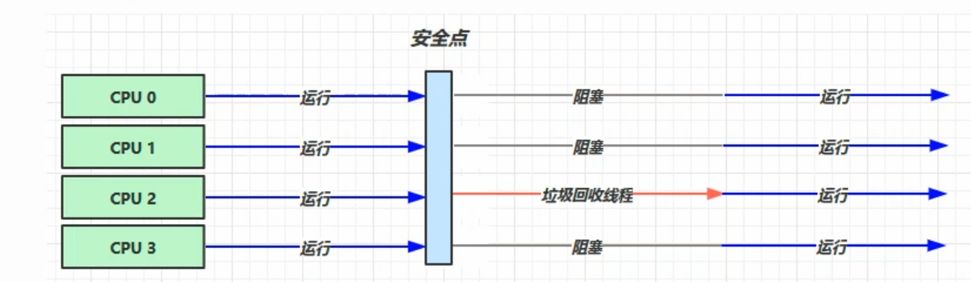 安全点
CPU 0 运行 阻塞 运行
CPU 1 运行 阻塞 运行
CPU 2 运行 垃圾回收线程 运行
CPU 3 运行 阻塞 运行